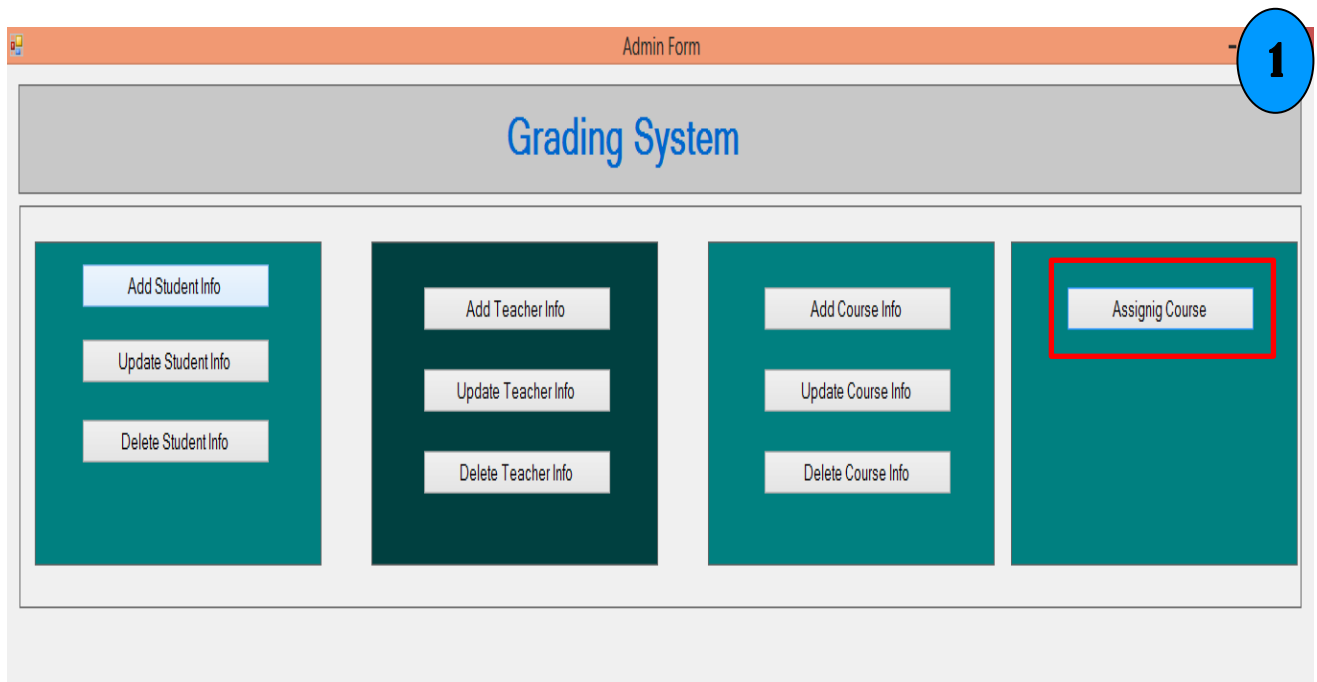 Admin Form
1
Grading System
Add Student Info
Update Student Info
Delete Student Info
Add Teacher Info
Update Teacher Info
Delete Teacher Info
Add Course Info
Update Course Info
Delete Course Info
Assignig Course